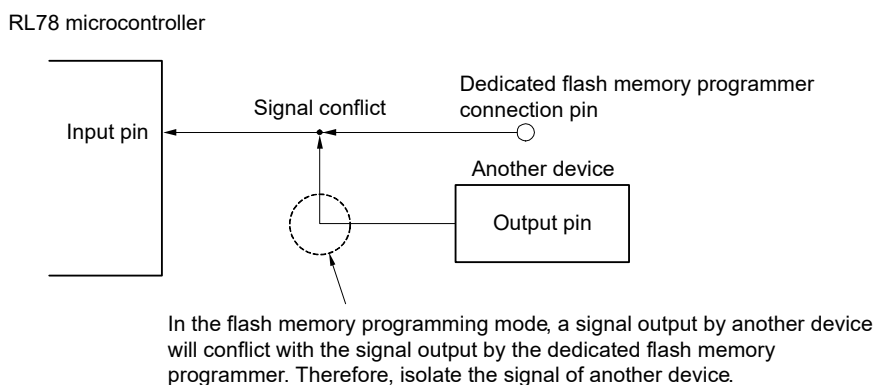 RL78 microcontroller
Dedicated flash memory programmer
connection pin
Signal conflict
Input pin
Another device
Output pin
In the flash memory programming mode, a signal output by another device
will conflict with the signal output by the dedicated flash memory
programmer. Therefore, isolate the signal of another device.